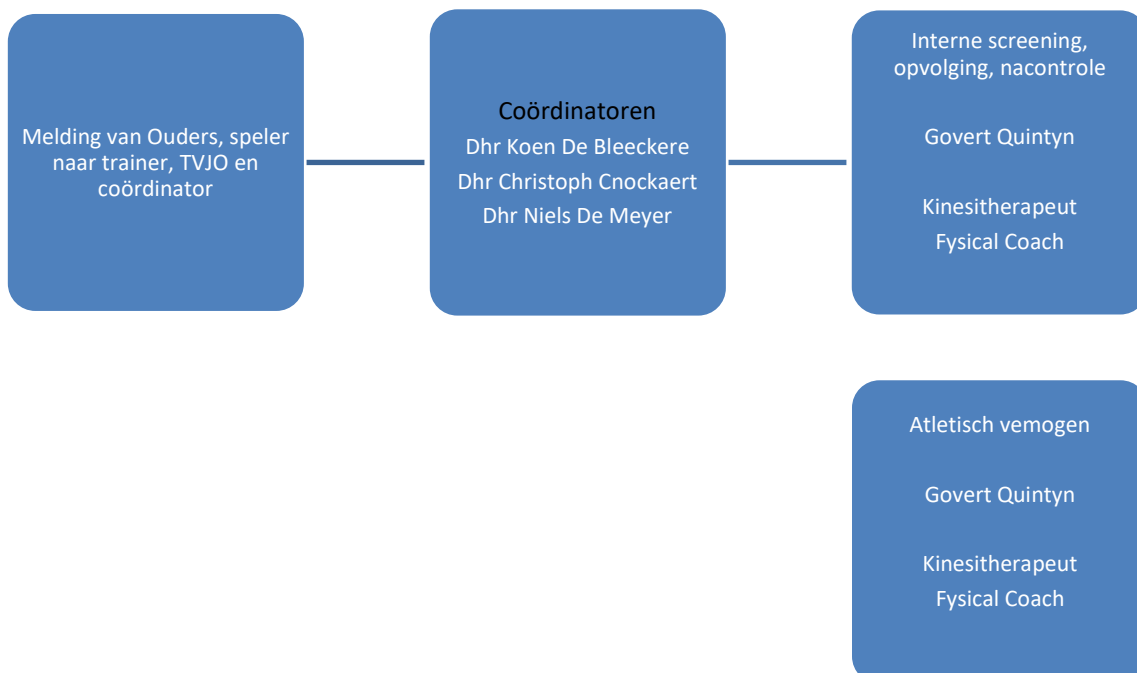 Melding van Ouders, speler
naar trainer, TVJO en
coördinator
Coördinatoren
Dhr Koen De Bleeckere
Dhr Christoph Cnockaert
Dhr Niels De Meyer
Interne screening,
opvolging, nacontrole
Govert Quintyn
Kinesitherapeut
Fysical Coach
Atletisch vemogen
Govert Quintyn
Kinesitherapeut
Fysical Coach